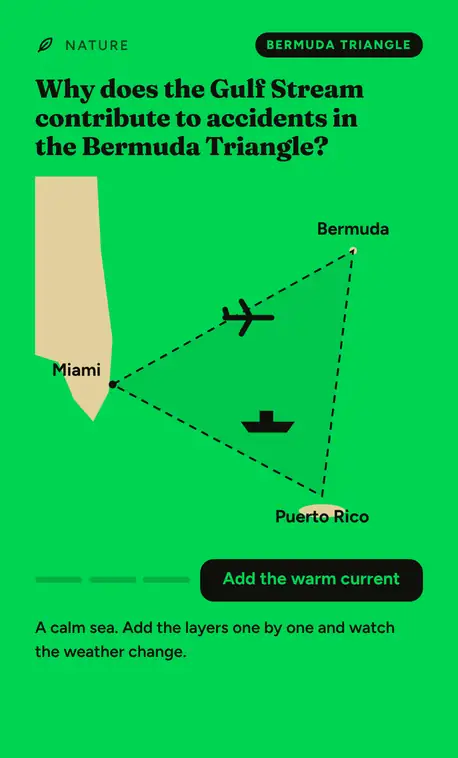 NATURE
BERMUDA TRIANGLE
Why does the Gulf Stream
contribute to accidents in
the Bermuda Triangle?
Bermuda
Miami
Puerto Rico
Add the warm current
A calm sea. Add the layers one by one and watch
the weather change.